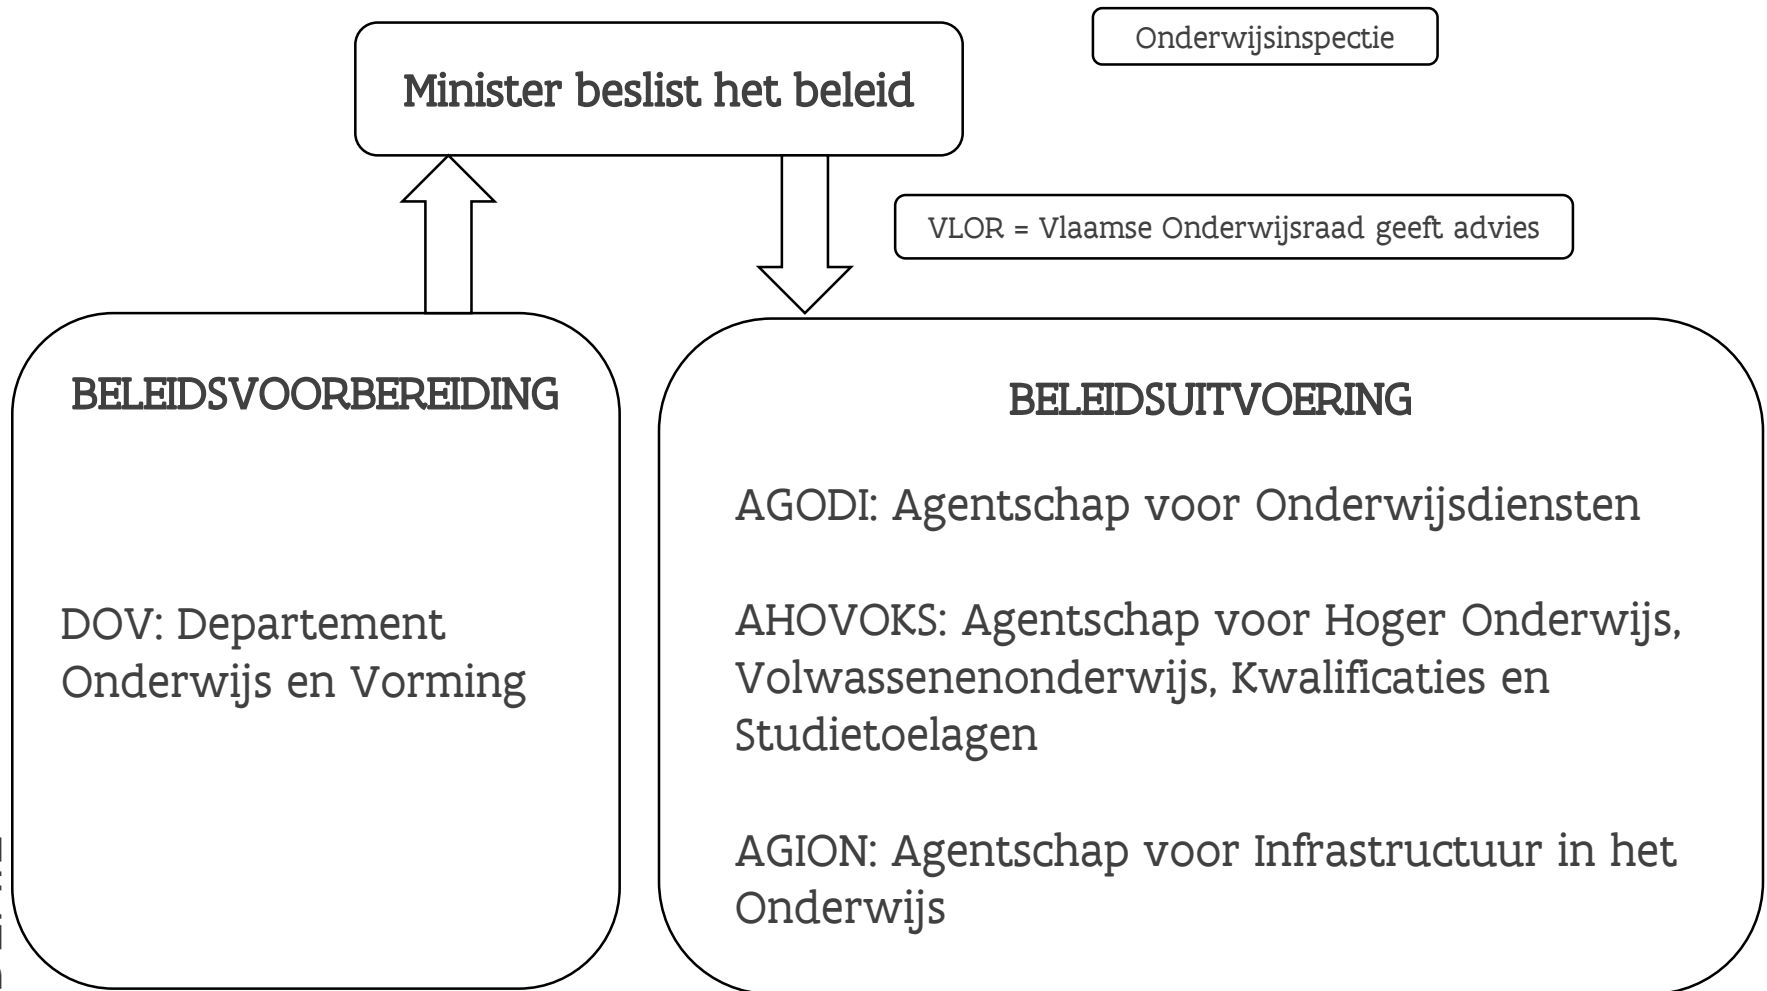 Onderwijsinspectie
Minister beslist het beleid
VLOR = Vlaamse Onderwijsraad geeft advies
BELEIDSVOORBEREIDING
DOV: Departement
Onderwijs en Vorming
BELEIDSUITVOERING
AGODI: Agentschap voor Onderwijsdiensten
AHOVOKS: Agentschap voor Hoger Onderwijs,
Volwassenenonderwijs, Kwalificaties en
Studietoelagen
AGION: Agentschap voor Infrastructuur in het
Onderwijs